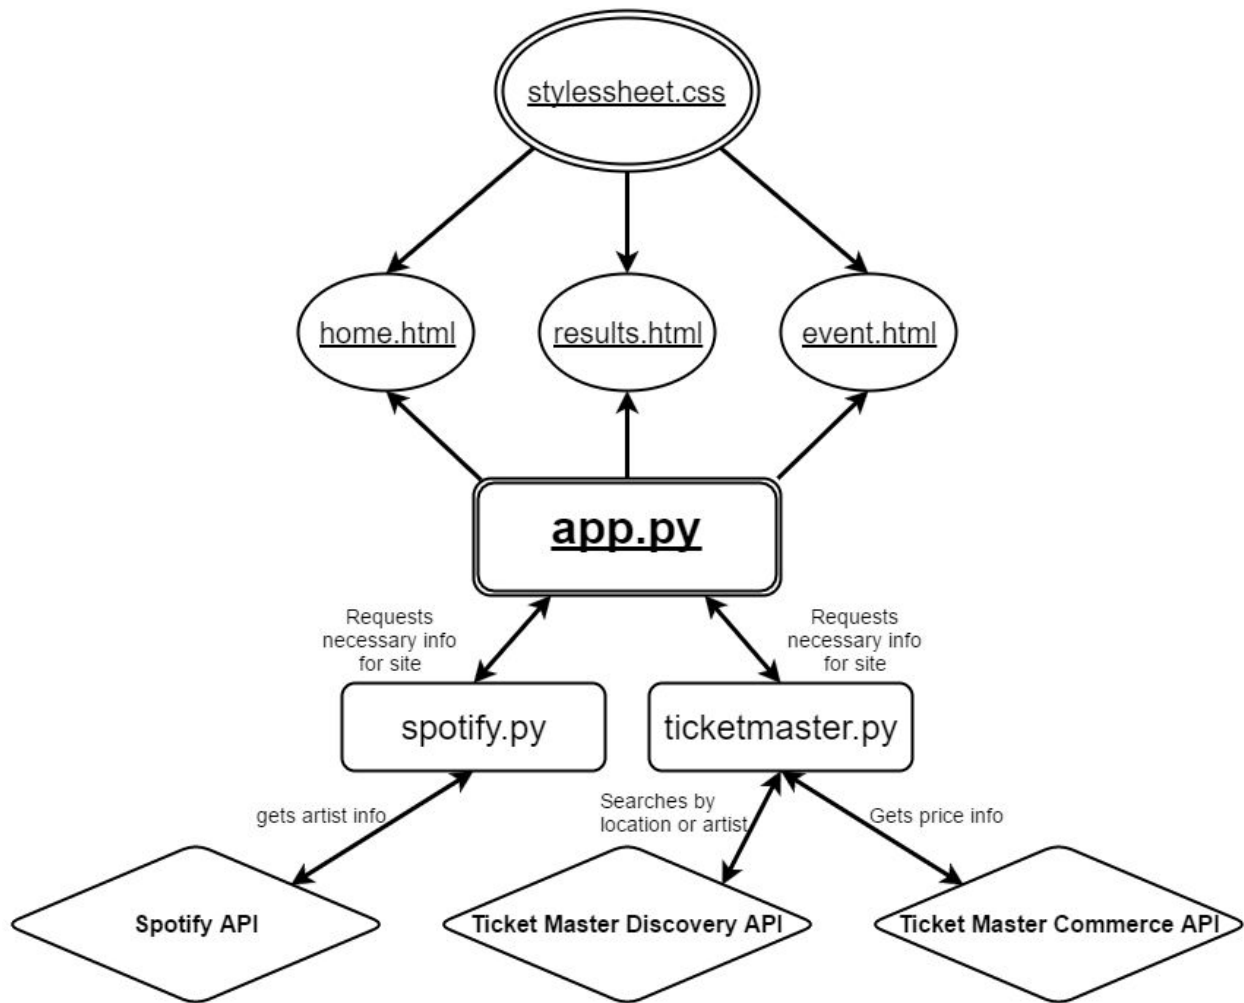 stylessheet.css
home.html
results.html
event.html
app.py
Requests
necessary info
for site
Requests
necessary info
for site
spotify.py
ticketmaster.py
gets artist info
Searches by
location or artist
Gets price info
Spotify API
Ticket Master Discovery API
Ticket Master Commerce API